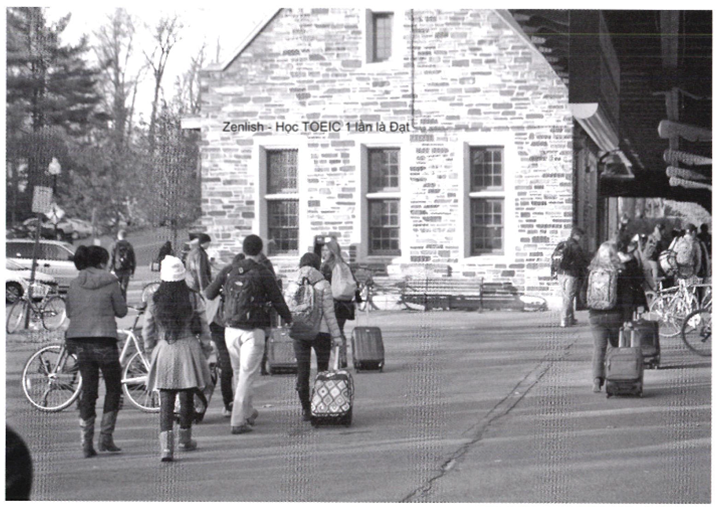 Zenlish - Học TOEIC 1 lần là Đạt